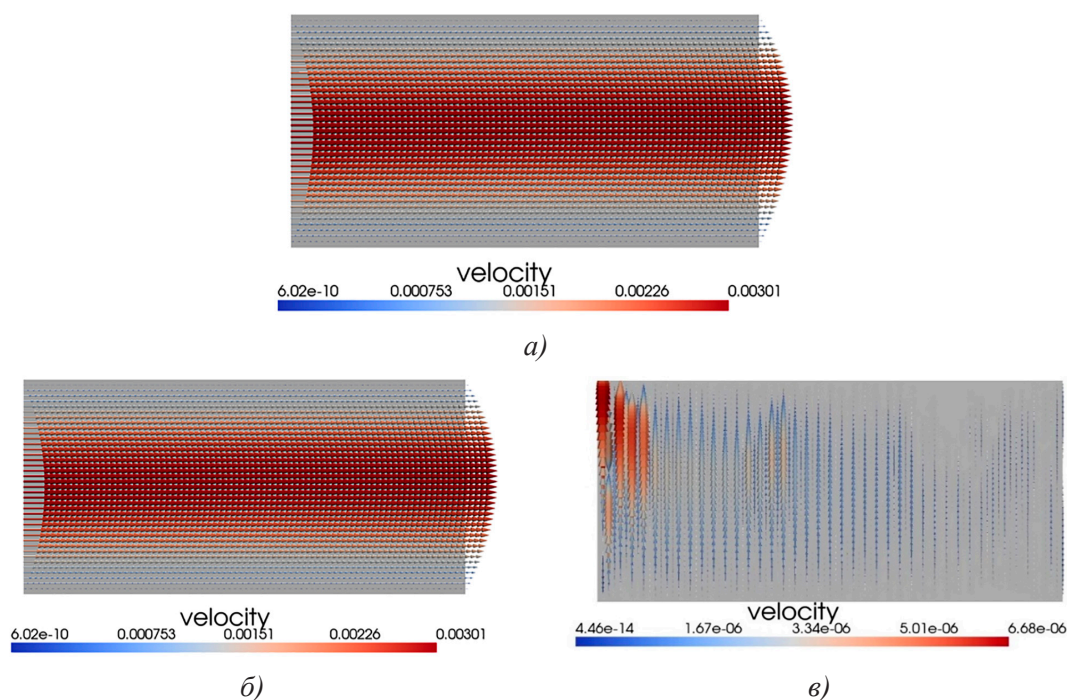 velocity
6.02e-10 0.000753 0.00151 0.00226 0.00301
а)
velocity
6.02e-10 0.000753 0.00151 0.00226 0.00301
б)
velocity
4.46e-14 1.67e-06 3.34e-06 5.01e-06 6.68e-06
в)